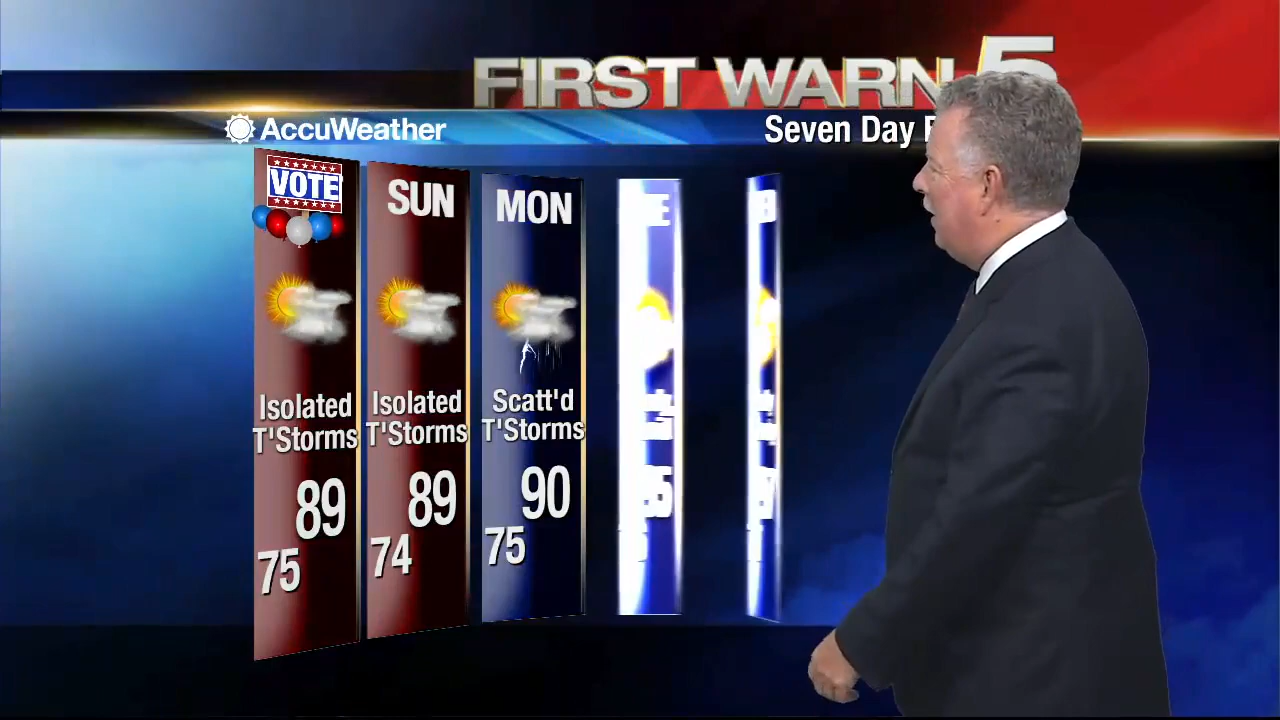 FIRST WARN 5
AccuWeather
Seven Day
VOTE
SUN
MON
Isolated
T'Storms
Isolated
T'Storms
Scatt'd
T'Storms
89
89
90
75
74
75